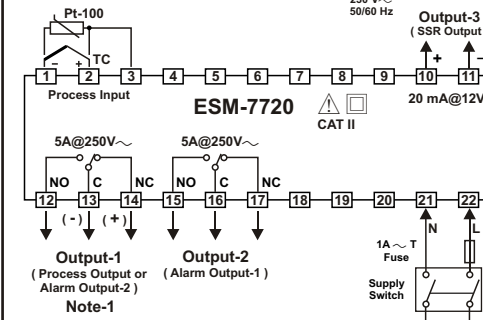 230 V~
50/60 Hz
Pt-100
Output-3
( SSR Output
TC
- +
+ -
1 2 3 4 5 6 7 8 9 10 11
Process Input
20 mA@12V
ESM-7720
CAT II
5A@250V~ 5A@250V~
NO C NC NO C NC
12 13 14 15 16 17 18 19 20 21 22
( - ) ( + )
N L
Output-1
( Process Output or
Alarm Output-2 )
Note-1
Output-2
( Alarm Output-1 )
1A ~ T
Fuse
Supply
Switch